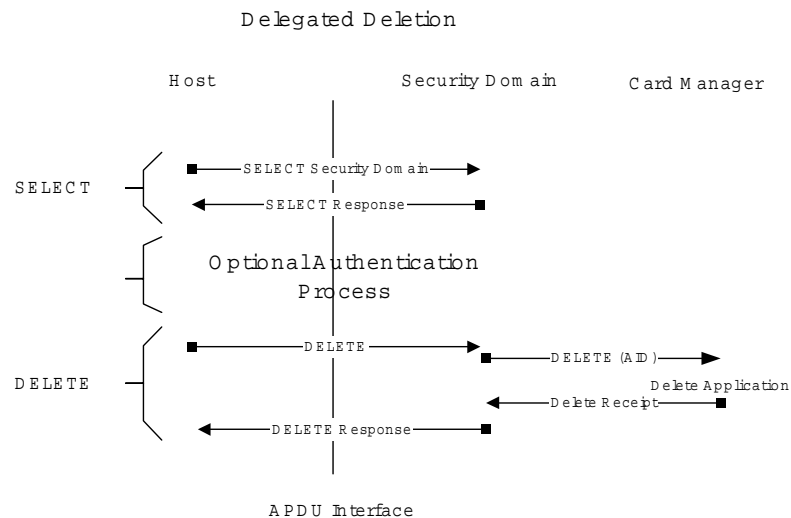 Delegated Deletion
Host Security Domain Card Manager
SELECT Security Domain
SELECT
SELECT Response
Optional Authentication
Process
DELETE
DELETE (AID)
DELETE Delete Application
Delete Receipt
DELETE Response
APDU Interface